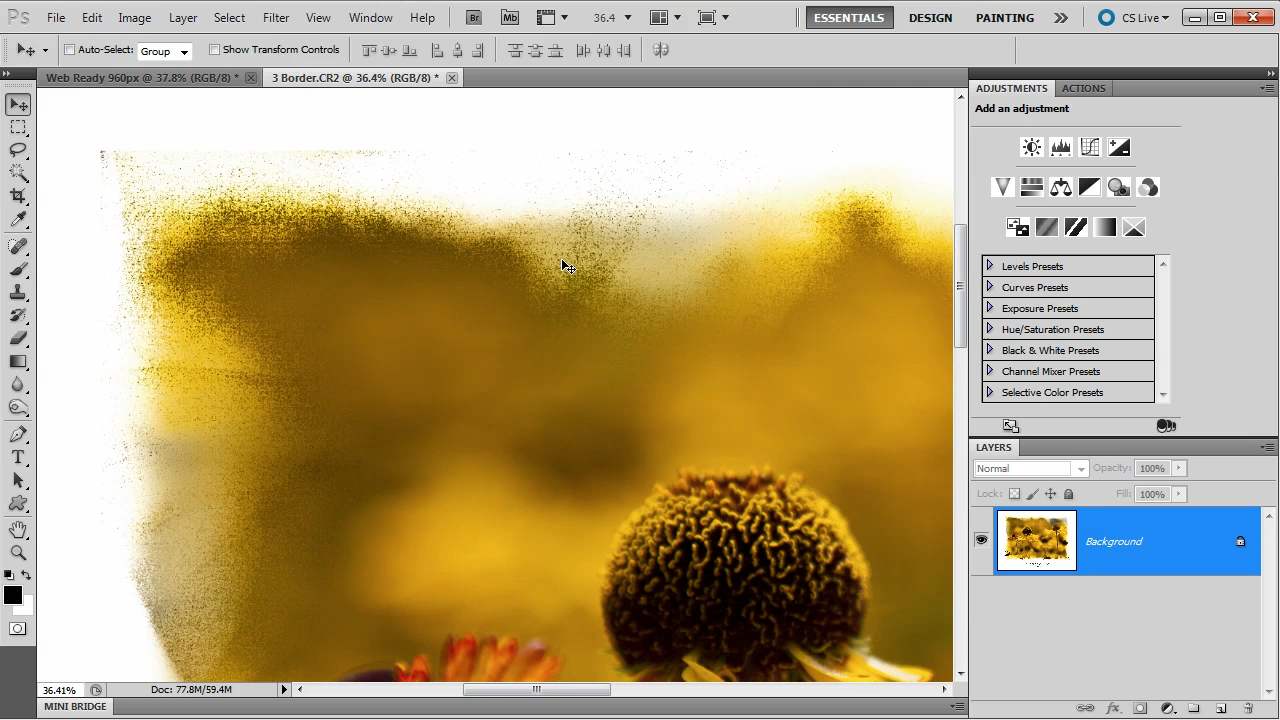 Ps File Edit Image Layer Select Filter View Window Help Br Mb 36.4 ESSENTIALS DESIGN PAINTING CS Live
Auto-Select: Group Show Transform Controls
Web Ready 960px @ 37.8% (RGB/8) * 3 Border.CR2 @ 36.4% (RGB/8) *
ADJUSTMENTS ACTIONS
Add an adjustment
Levels Presets
Curves Presets
Exposure Presets
Hue/Saturation Presets
Black & White Presets
Channel Mixer Presets
Selective Color Presets
LAYERS
Normal Opacity: 100%
Lock: Fill: 100%
Background
36.41% Doc: 77.8M/59.4M
MINI BRIDGE